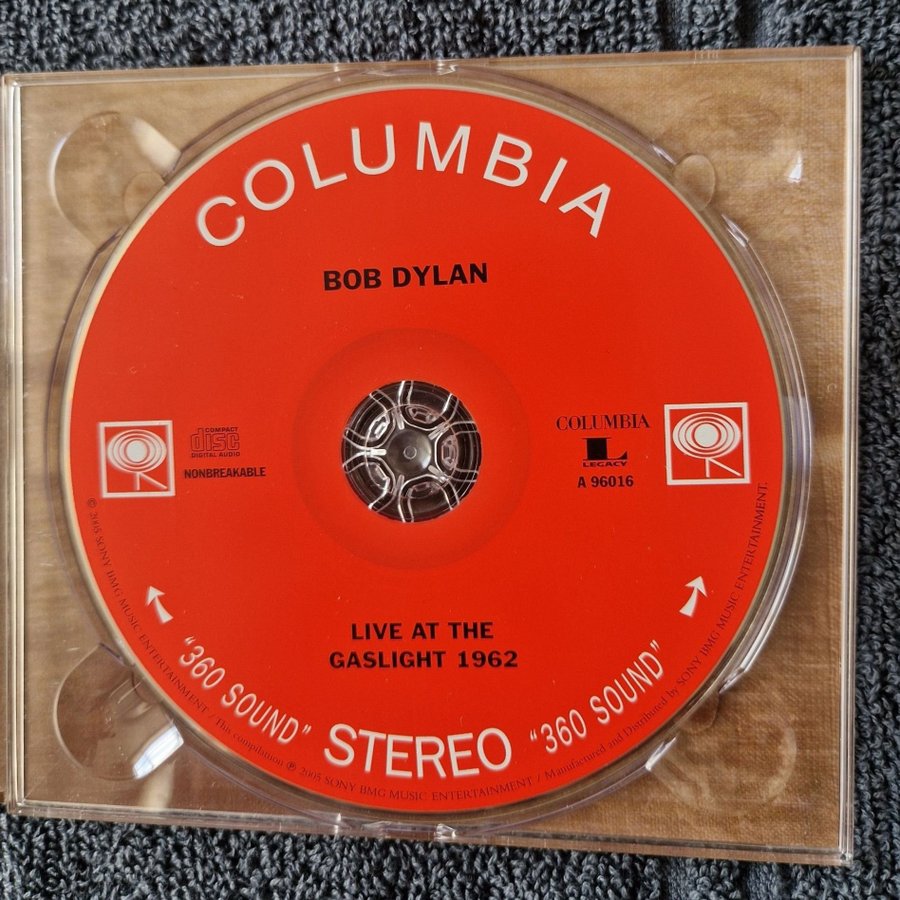 COLUMBIA
BOB DYLAN
COMPACT
disc
DIGITAL AUDIO
NONBREAKABLE
COLUMBIA
L
LEGACY
A 96016
LIVE AT THE
GASLIGHT 1962
"360 SOUND" STEREO "360 SOUND"
© 2005 SONY BMG MUSIC ENTERTAINMENT / This compilation ℗ 2005 SONY BMG MUSIC ENTERTAINMENT / Manufactured and Distributed by SONY BMG MUSIC ENTERTAINMENT.